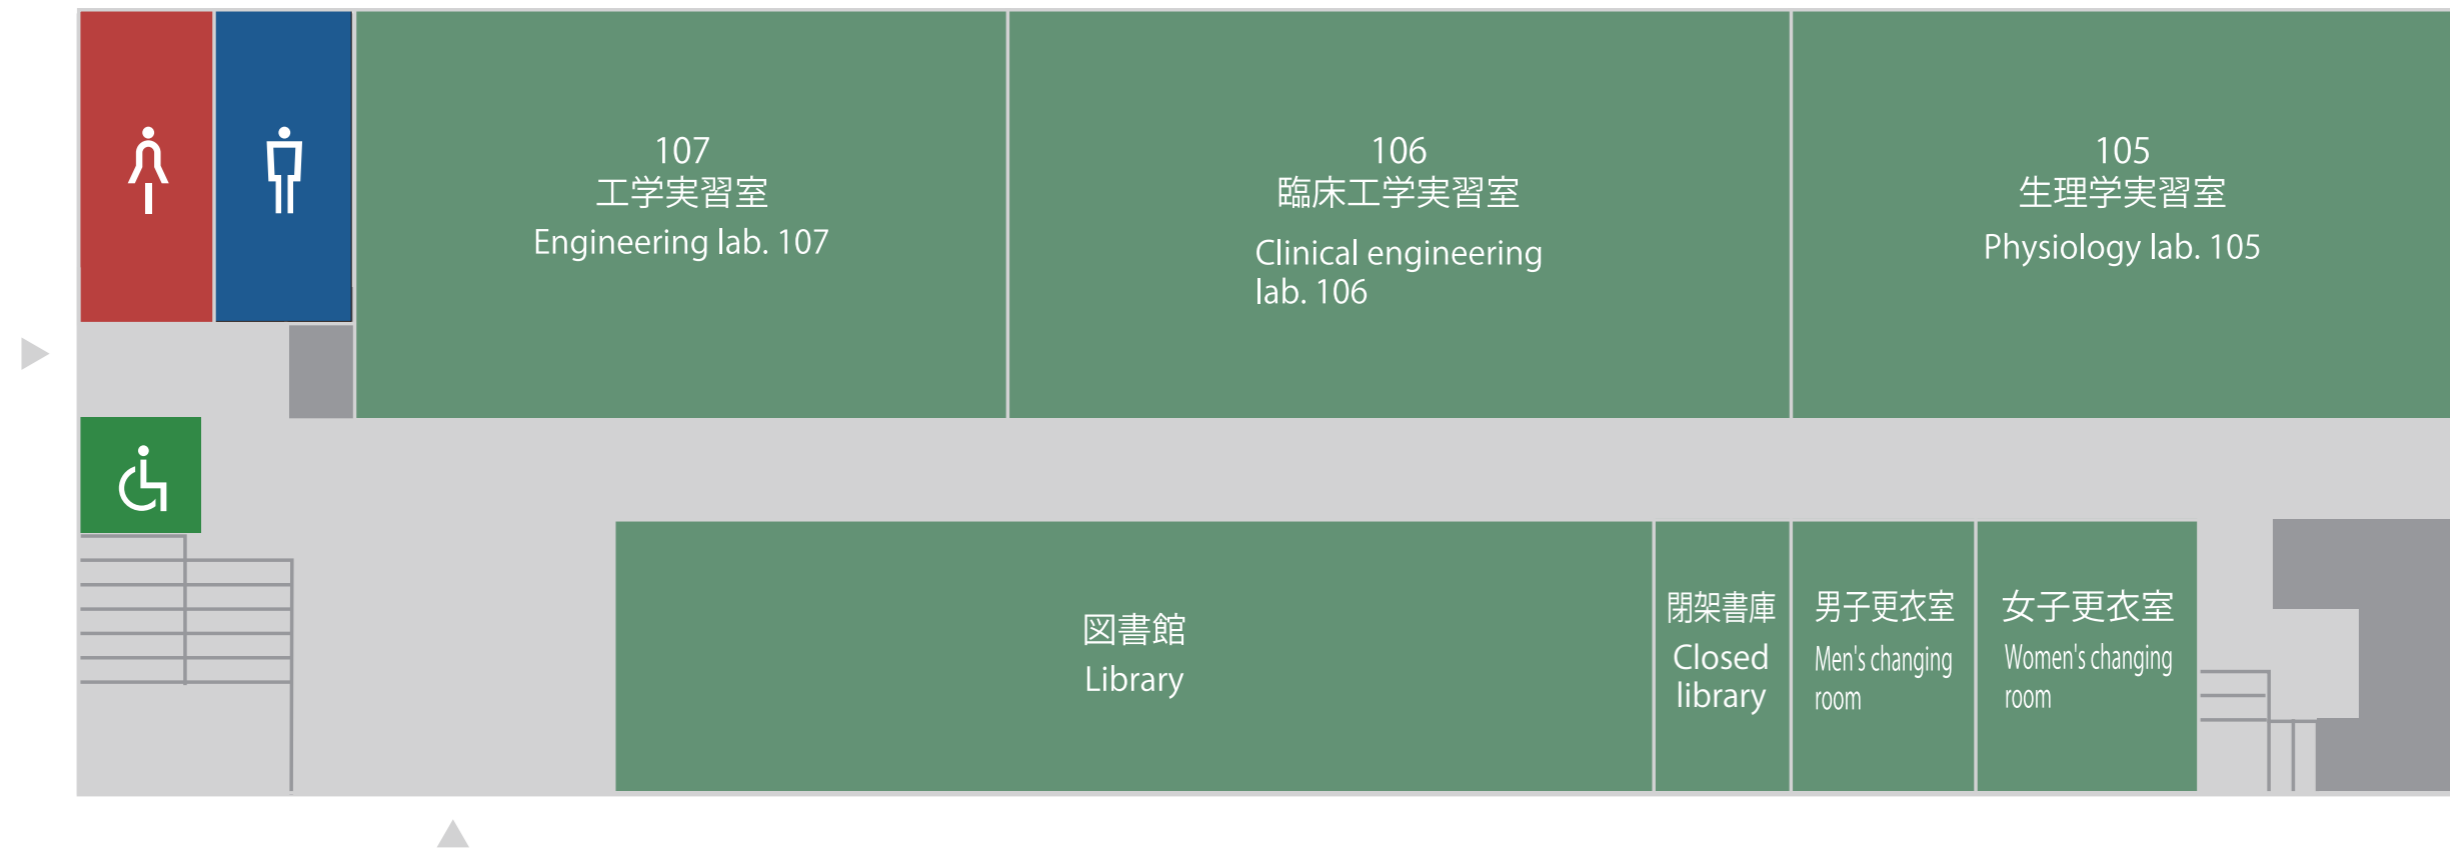 107
工学実習室
Engineering lab. 107
106
臨床工学実習室
Clinical engineering
lab. 106
105
生理学実習室
Physiology lab. 105
図書館
Library
閉架書庫
Closed
library
男子更衣室
Men's changing
room
女子更衣室
Women's changing
room